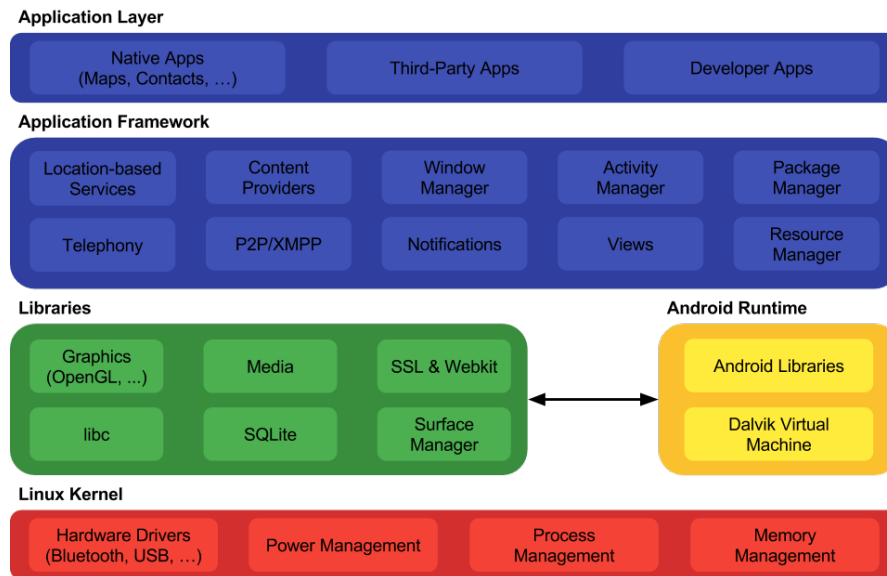 Application Layer
Native Apps
(Maps, Contacts, …)
Third-Party Apps
Developer Apps
Application Framework
Location-based
Services
Content
Providers
Window
Manager
Activity
Manager
Package
Manager
Telephony
P2P/XMPP
Notifications
Views
Resource
Manager
Libraries
Graphics
(OpenGL, ...)
Media
SSL & Webkit
libc
SQLite
Surface
Manager
Android Runtime
Android Libraries
Dalvik Virtual
Machine
Linux Kernel
Hardware Drivers
(Bluetooth, USB, …)
Power Management
Process
Management
Memory
Management